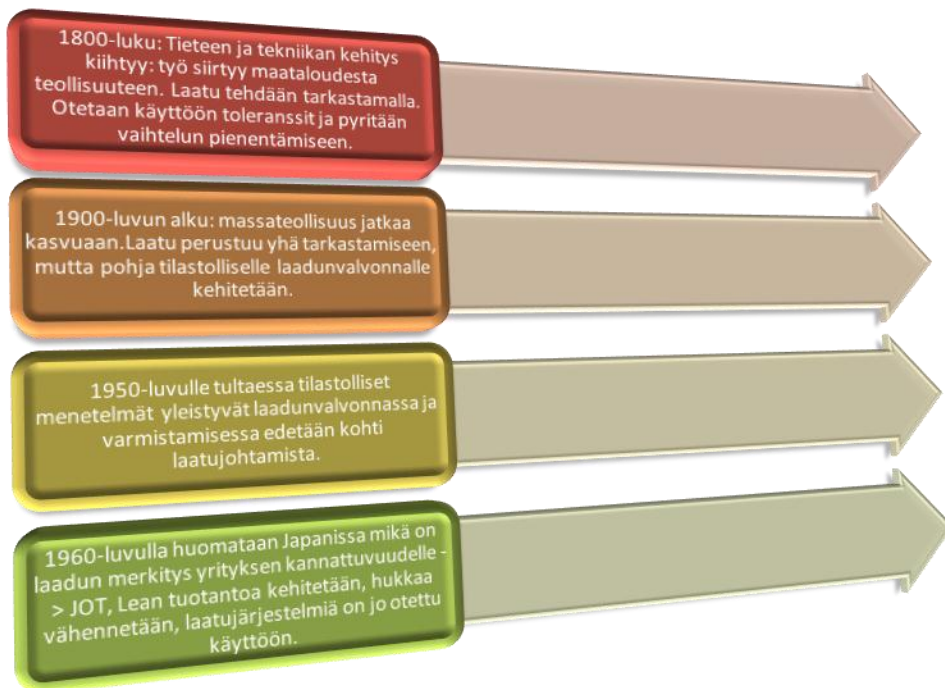 1800-luku: Tieteen ja tekniikan kehitys
kiihtyy: työ siirtyy maataloudesta
teollisuuteen. Laatu tehdään tarkastamalla.
Otetaan käyttöön toleranssit ja pyritään
vaihtelun pienentämiseen.
1900-luvun alku: massateollisuus jatkaa
kasvuaan.Laatu perustuu yhä tarkastamiseen,
mutta pohja tilastolliselle laadunvalvonnalle
kehitetään.
1950-luvulle tultaessa tilastolliset
menetelmät yleistyvät laadunvalvonnassa ja
varmistamisessa edetään kohti
laatujohtamista.
1960-luvulla huomataan Japanissa mikä on
laadun merkitys yrityksen kannattuvuudelle -
> JOT, Lean tuotantoa kehitetään, hukkaa
vähennetään, laatujärjestelmiä on jo otettu
käyttöön.